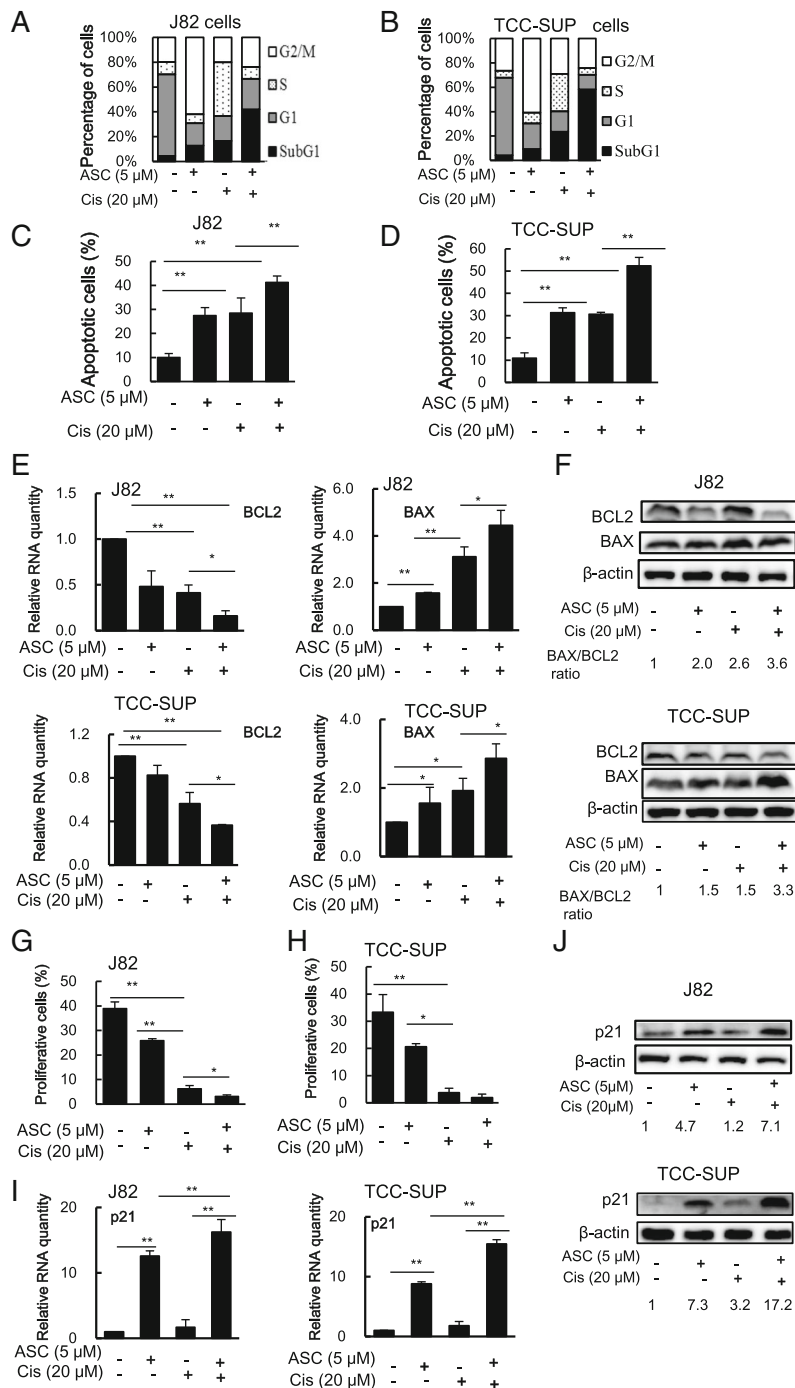 A
J82 cells
Percentage of cells
100%
80%
60%
40%
20%
0%
G2/M
S
G1
SubG1
ASC (5 μM) - + - +
Cis (20 μM) - - + +
B
TCC-SUP cells
Percentage of cells
100%
80%
60%
40%
20%
0%
G2/M
S
G1
SubG1
- + - +
- - + +
C
J82
Apoptotic cells (%)
50
40
30
20
10
0
**
**
**
ASC (5 μM) - + - +
Cis (20 μM) - - + +
D
TCC-SUP
Apoptotic cells (%)
60
50
40
30
20
10
0
**
**
**
ASC (5 μM) - + - +
Cis (20 μM) - - + +
E
J82
BCL2
Relative RNA quantity
1.5
1.0
0.5
0.0
**
**
*
ASC (5 μM) - + - +
Cis (20 μM) - - + +
J82
BAX
Relative RNA quantity
6.0
4.0
2.0
0.0
*
**
**
ASC (5 μM) - + - +
Cis (20 μM) - - + +
TCC-SUP
BCL2
Relative RNA quantity
1.2
0.8
0.4
0.0
**
**
*
ASC (5 μM) - + - +
Cis (20 μM) - - + +
TCC-SUP
BAX
Relative RNA quantity
4.0
2.0
0.0
*
*
*
ASC (5 μM) - + - +
Cis (20 μM) - - + +
F
J82
BCL2
BAX
β-actin
ASC (5 μM) - + - +
Cis (20 μM) - - + +
BAX/BCL2 1 2.0 2.6 3.6
ratio
TCC-SUP
BCL2
BAX
β-actin
ASC (5 μM) - + - +
Cis (20 μM) - - + +
BAX/BCL2 1 1.5 1.5 3.3
ratio
G
J82
Proliferative cells (%)
50
40
30
20
10
0
**
**
*
ASC (5 μM) - + - +
Cis (20 μM) - - + +
H
TCC-SUP
Proliferative cells (%)
50
40
30
20
10
0
**
*
ASC (5 μM) - + - +
Cis (20 μM) - - + +
I
J82
p21
Relative RNA quantity
20
10
0
**
**
**
ASC (5 μM) - + - +
Cis (20 μM) - - + +
TCC-SUP
p21
Relative RNA quantity
20
10
0
**
**
**
ASC (5 μM) - + - +
Cis (20 μM) - - + +
J
J82
p21
β-actin
ASC (5μM) - + - +
Cis (20μM) - - + +
1 4.7 1.2 7.1
TCC-SUP
p21
β-actin
ASC (5 μM) - + - +
Cis (20 μM) - - + +
1 7.3 3.2 17.2